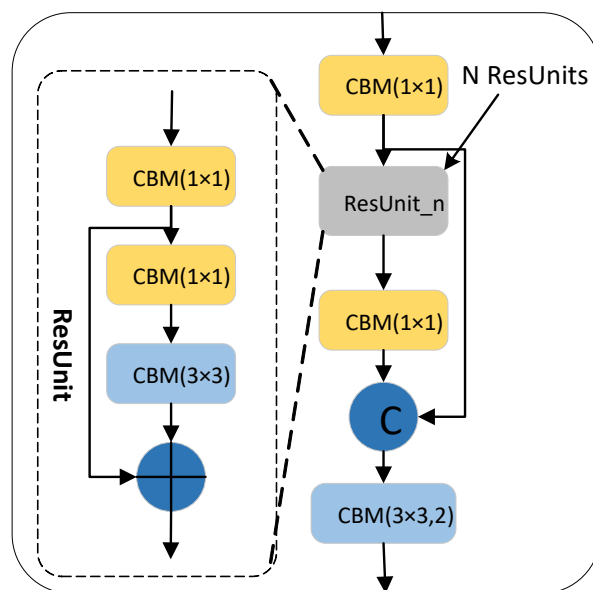 CBM(1×1)
CBM(1×1)
CBM(3×3)
ResUnit
CBM(1×1)
N ResUnits
ResUnit_n
CBM(1×1)
C
CBM(3×3,2)